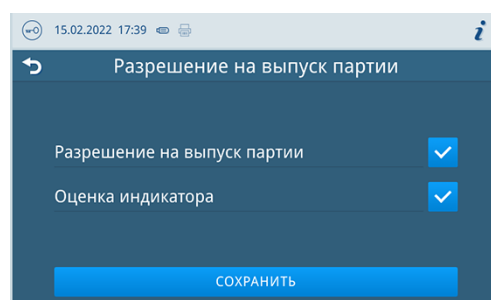 15.02.2022 17:39
i
Разрешение на выпуск партии
Разрешение на выпуск партии
Оценка индикатора
СОХРАНИТЬ